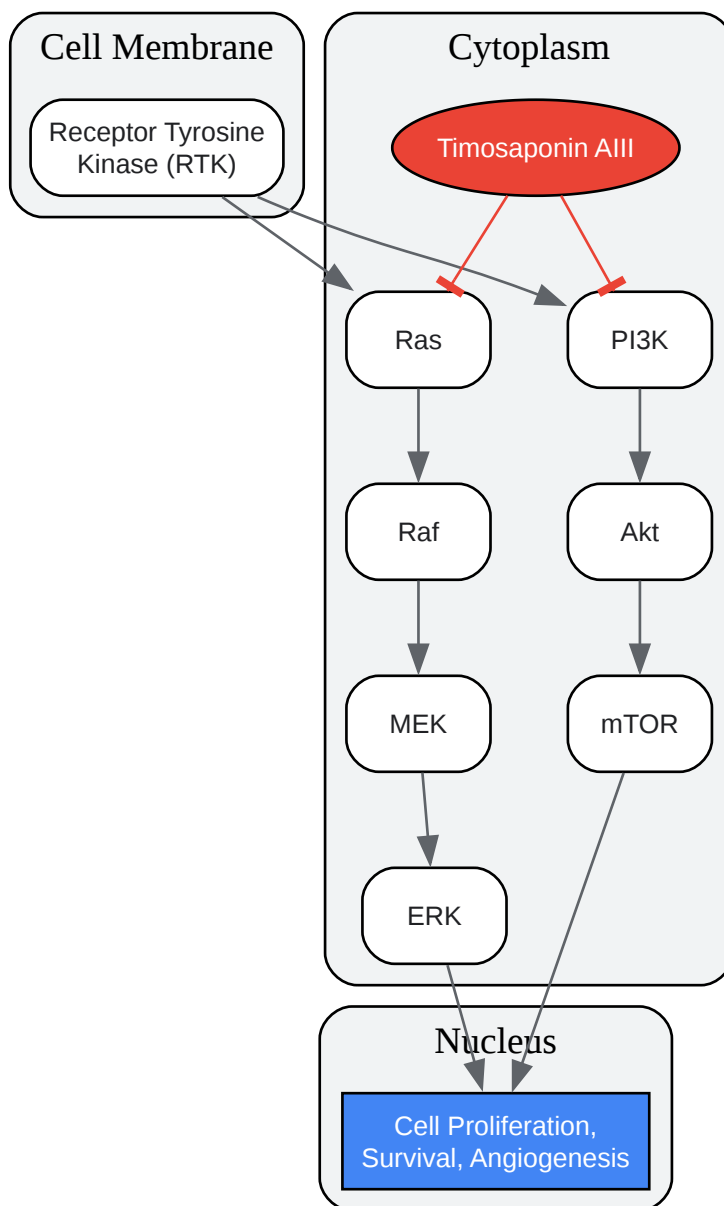 Cell Membrane
Receptor Tyrosine
Kinase (RTK)
Cytoplasm
Timosaponin AIII
Ras
PI3K
Raf
Akt
MEK
mTOR
ERK
Nucleus
Cell Proliferation,
Survival, Angiogenesis